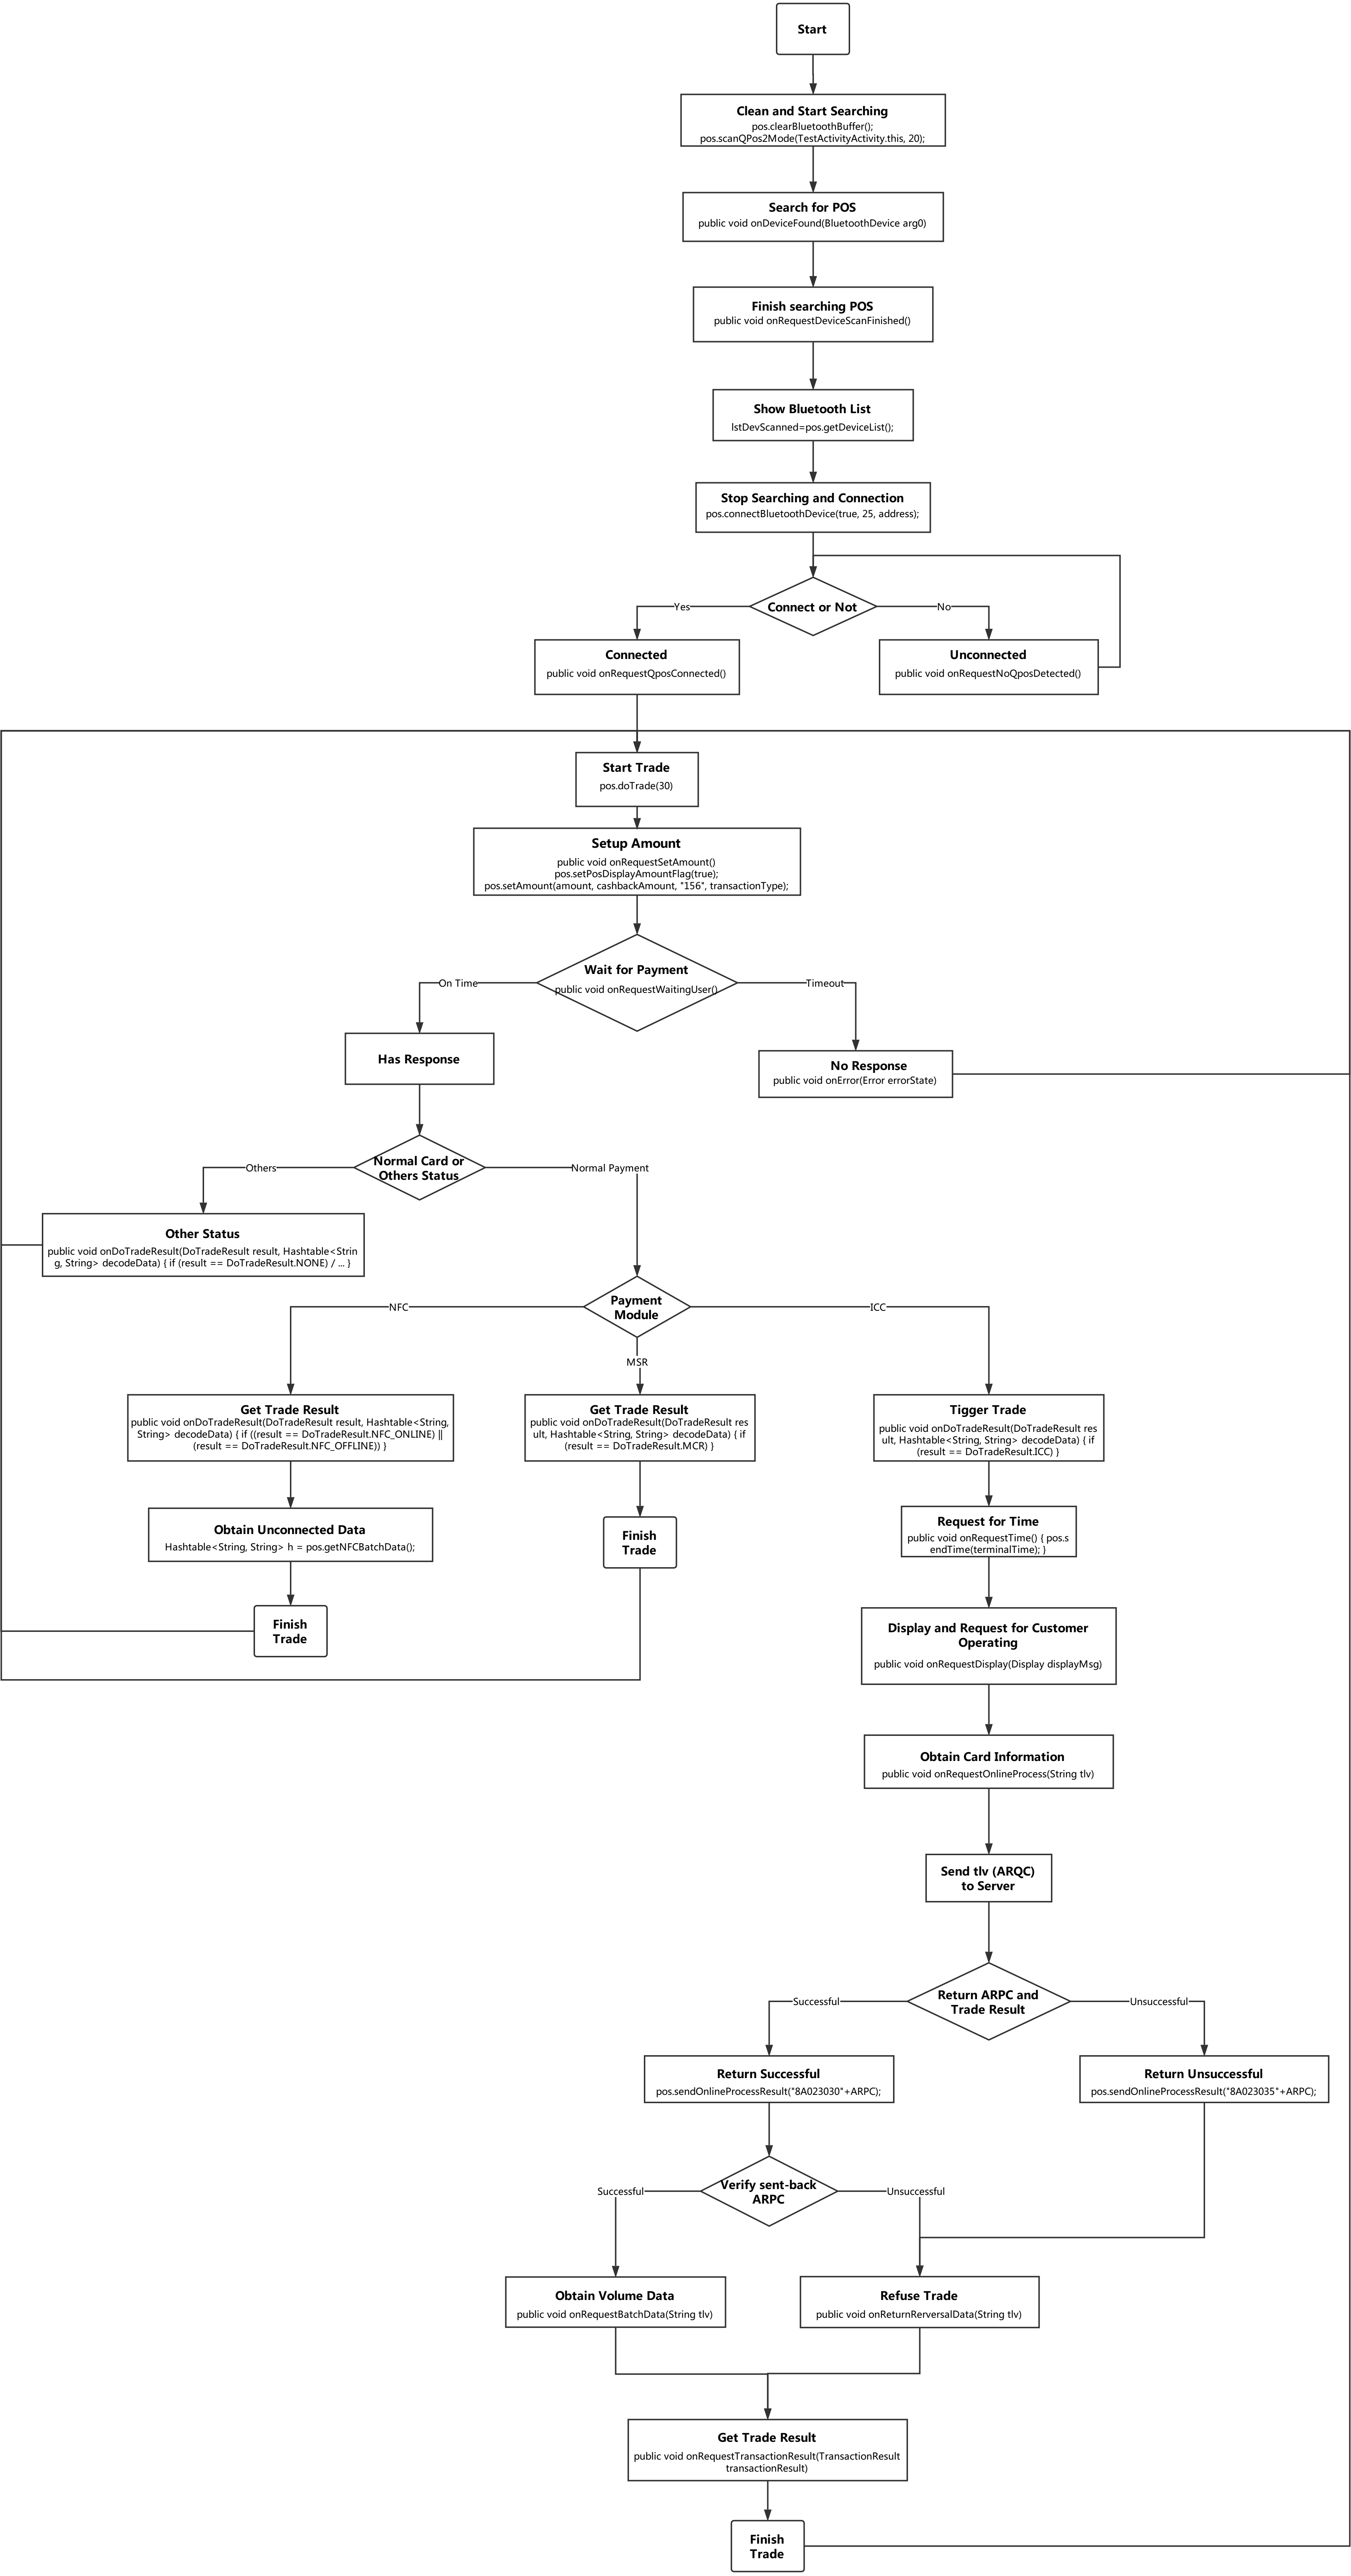 Start
Clean and Start Searching
pos.clearBluetoothBuffer();
pos.scanQPos2Mode(TestActivityActivity.this, 20);
Search for POS
public void onDeviceFound(BluetoothDevice arg0)
Finish searching POS
public void onRequestDeviceScanFinished()
Show Bluetooth List
lstDevScanned=pos.getDeviceList();
Stop Searching and Connection
pos.connectBluetoothDevice(true, 25, address);
Connect or Not
Yes
No
Connected
public void onRequestQposConnected()
Unconnected
public void onRequestNoQposDetected()
Start Trade
pos.doTrade(30)
Setup Amount
public void onRequestSetAmount()
pos.setPosDisplayAmountFlag(true);
pos.setAmount(amount, cashbackAmount, "156", transactionType);
Wait for Payment
public void onRequestWaitingUser()
On Time
Timeout
Has Response
No Response
public void onError(Error errorState)
Normal Card or
Others Status
Others
Normal Payment
Other Status
public void onDoTradeResult(DoTradeResult result, Hashtable<Strin
g, String> decodeData) { if (result == DoTradeResult.NONE) / ... }
Payment
Module
NFC
ICC
MSR
Get Trade Result
public void onDoTradeResult(DoTradeResult result, Hashtable<String,
String> decodeData) { if ((result == DoTradeResult.NFC_ONLINE) ||
(result == DoTradeResult.NFC_OFFLINE)) }
Get Trade Result
public void onDoTradeResult(DoTradeResult res
ult, Hashtable<String, String> decodeData) { if
(result == DoTradeResult.MCR) }
Tigger Trade
public void onDoTradeResult(DoTradeResult res
ult, Hashtable<String, String> decodeData) { if
(result == DoTradeResult.ICC) }
Obtain Unconnected Data
Hashtable<String, String> h = pos.getNFCBatchData();
Finish
Trade
Request for Time
public void onRequestTime() { pos.s
endTime(terminalTime); }
Finish
Trade
Display and Request for Customer
Operating
public void onRequestDisplay(Display displayMsg)
Obtain Card Information
public void onRequestOnlineProcess(String tlv)
Send tlv (ARQC)
to Server
Return ARPC and
Trade Result
Successful
Unsuccessful
Return Successful
pos.sendOnlineProcessResult("8A023030"+ARPC);
Return Unsuccessful
pos.sendOnlineProcessResult("8A023035"+ARPC);
Verify sent-back
ARPC
Successful
Unsuccessful
Obtain Volume Data
public void onRequestBatchData(String tlv)
Refuse Trade
public void onReturnRerversalData(String tlv)
Get Trade Result
public void onRequestTransactionResult(TransactionResult
transactionResult)
Finish
Trade